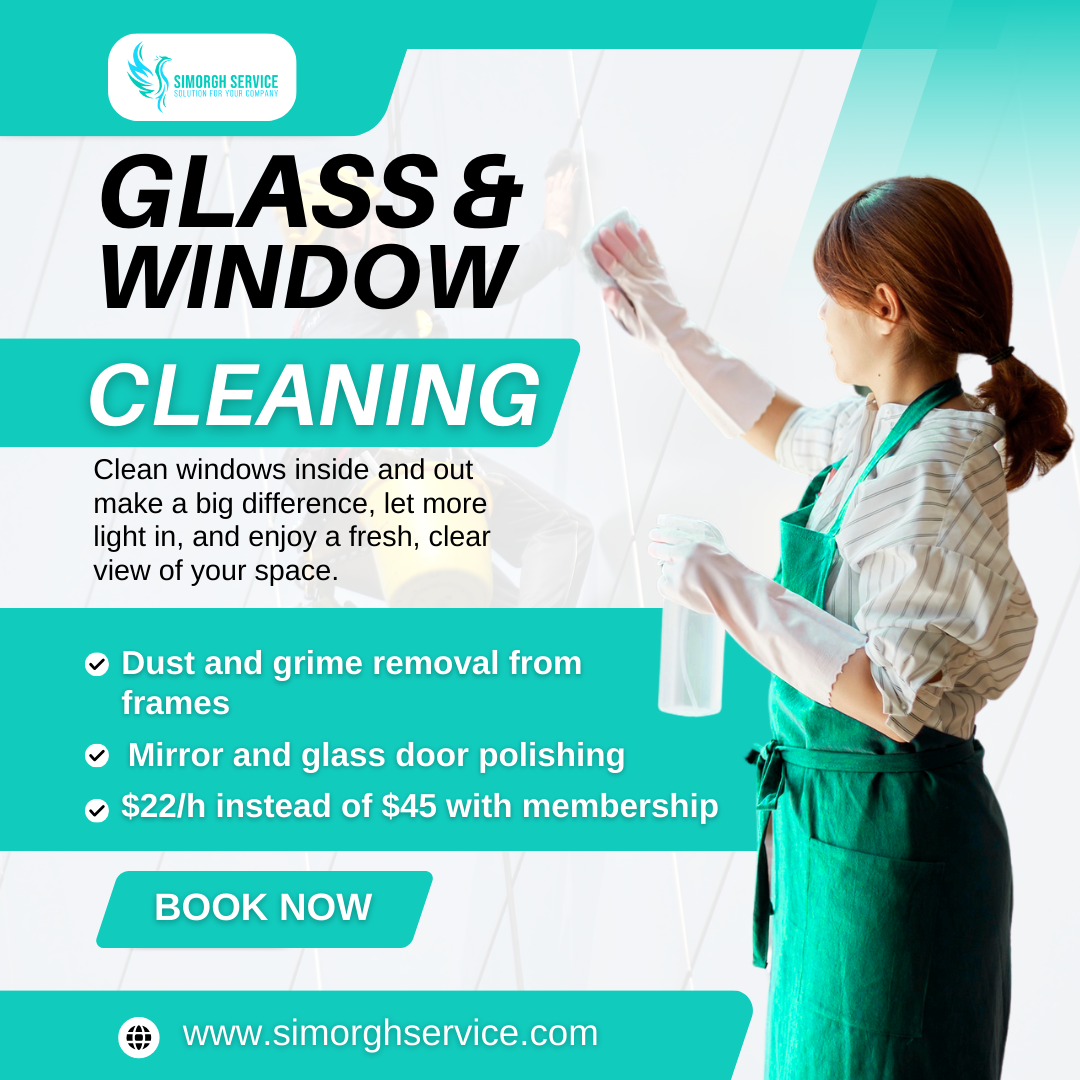 SIMORGH SERVICE
SOLUTION FOR YOUR COMPANY
GLASS &
WINDOW
CLEANING
Clean windows inside and out
make a big difference, let more
light in, and enjoy a fresh, clear
view of your space.
Dust and grime removal from
frames
Mirror and glass door polishing
$22/h instead of $45 with membership
BOOK NOW
www.simorghservice.com